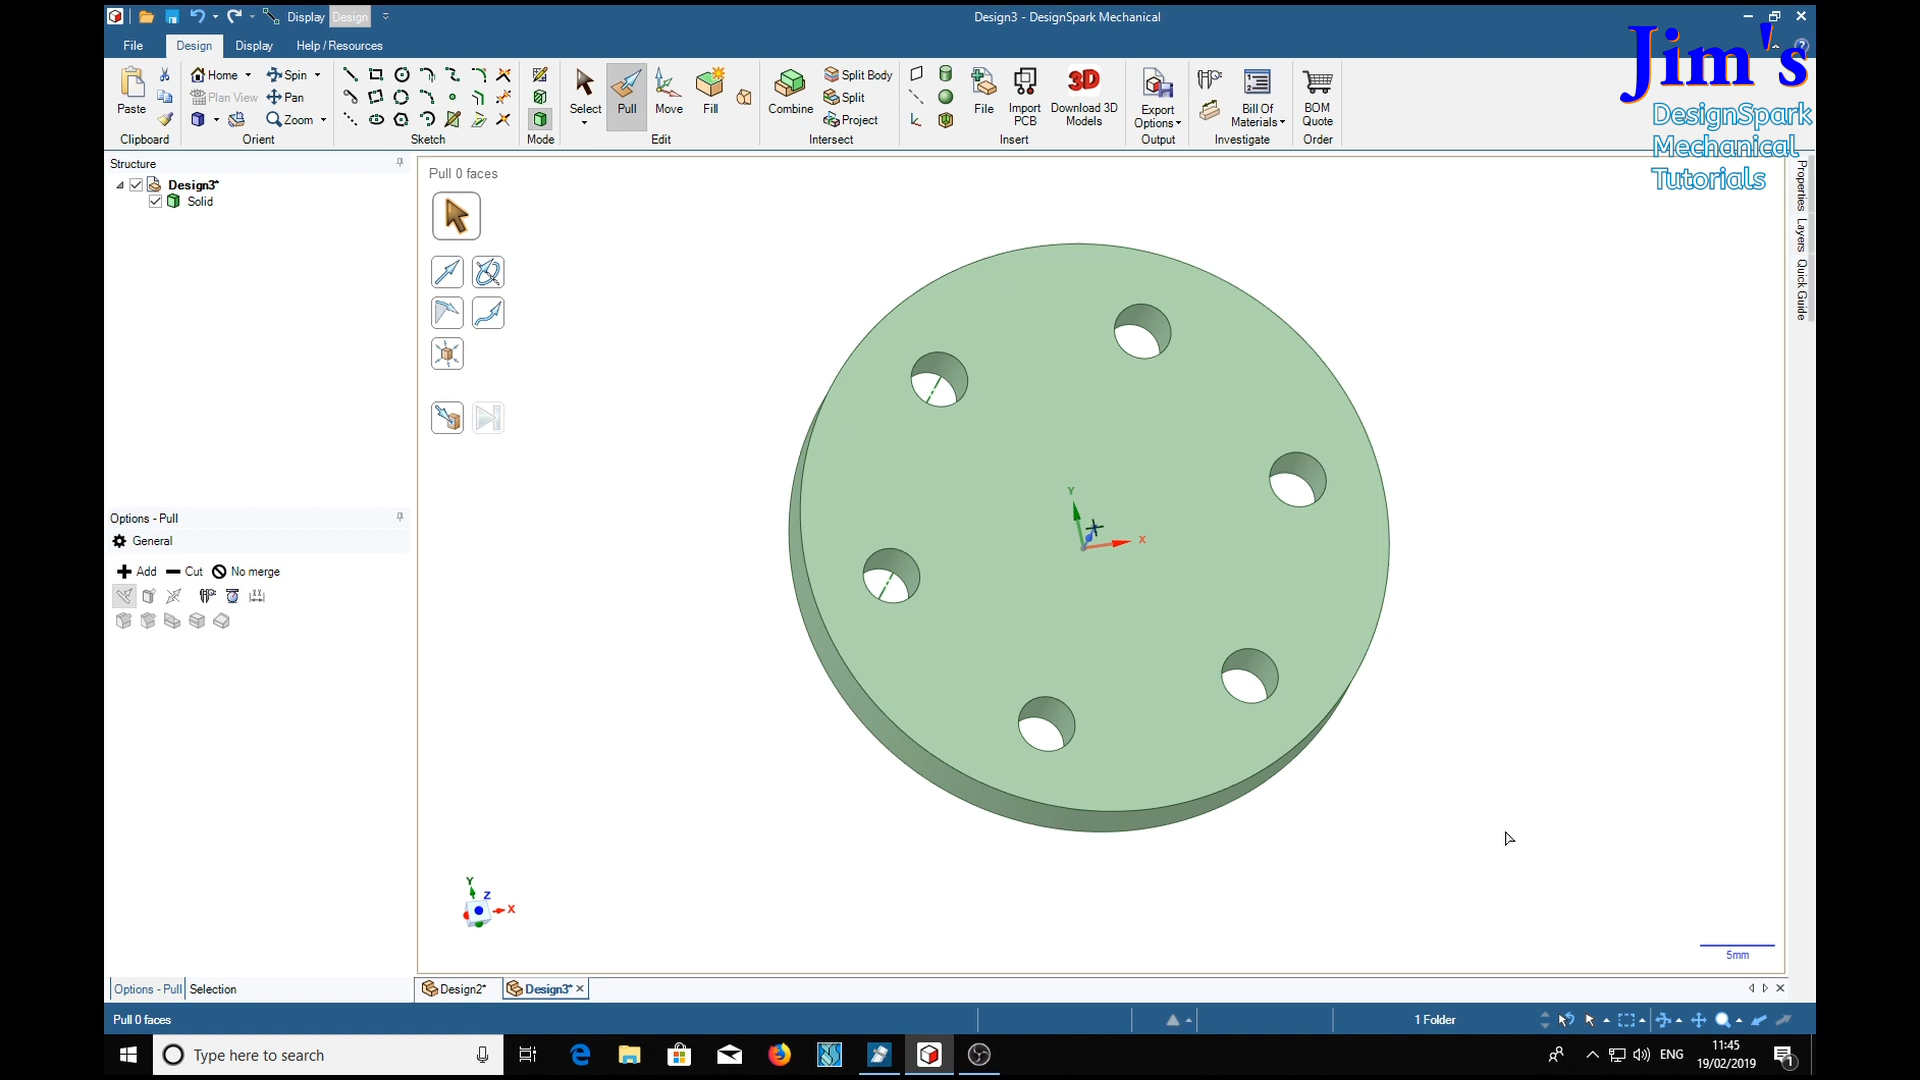 Display Design
Design3 - DesignSpark Mechanical
File Design Display Help / Resources
Jim's
DesignSpark
Mechanical
Tutorials
Paste
Clipboard
Home Spin
Plan View Pan
Zoom
Orient
Sketch
Mode
Select Pull Move Fill
Edit
Combine
Split Body
Split
Project
Intersect
File
Import PCB
Download 3D Models
3D
Insert
Export Options
Output
Bill Of Materials
Investigate
BOM Quote
Order
Structure
Design3*
Solid
Pull 0 faces
Properties
Layers
Quick Guide
Options - Pull
General
Add Cut No merge
Y
X
Y
Z
X
5mm
Options - Pull Selection
Design2* Design3*
Pull 0 faces
1 Folder
Type here to search
ENG
11:45
19/02/2019
1